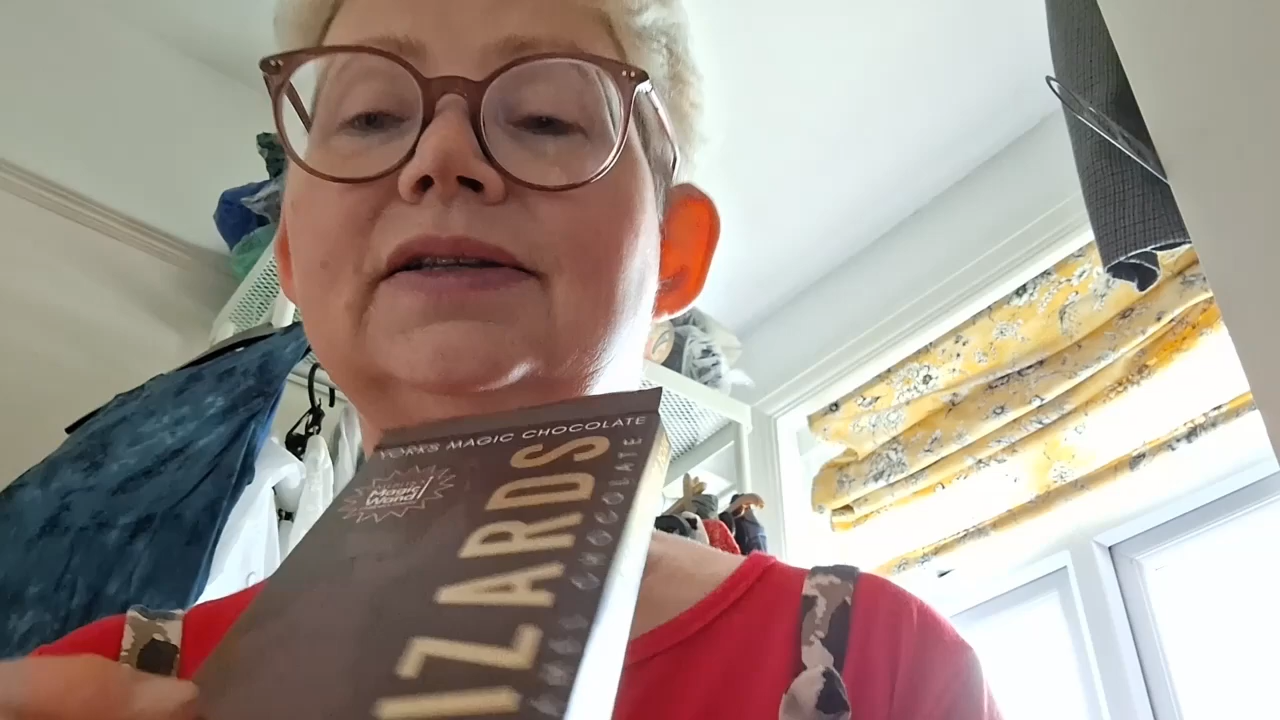 YORKS MAGIC CHOCOLATE
Magic
Wand
IZARDS
CHOCOLATE